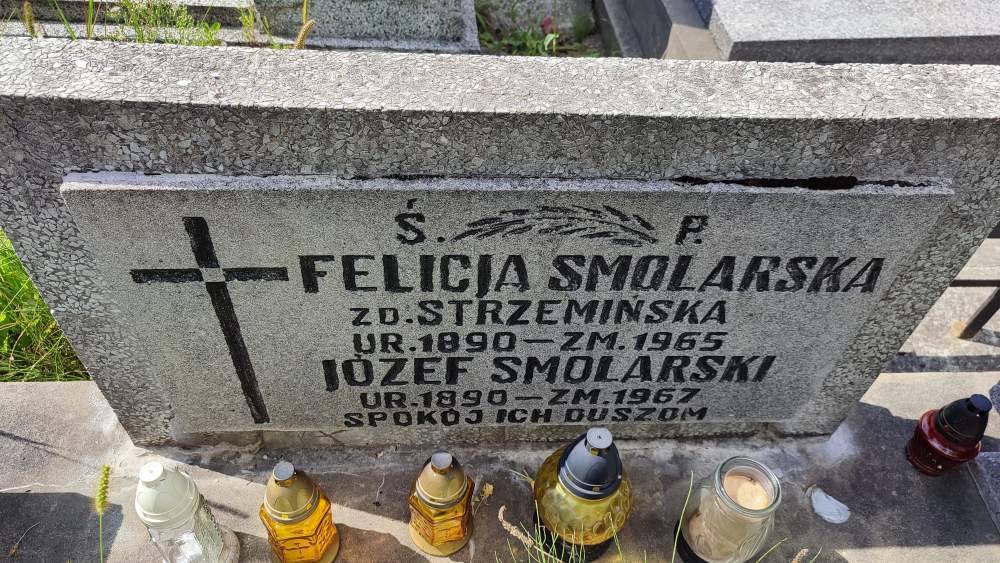 Ś. P.
FELICJA SMOLARSKA
ZD. STRZEMIŃSKA
UR. 1890 — ZM. 1965
JÓZEF SMOLARSKI
UR. 1890 — ZM. 1967
SPOKÓJ ICH DUSZOM